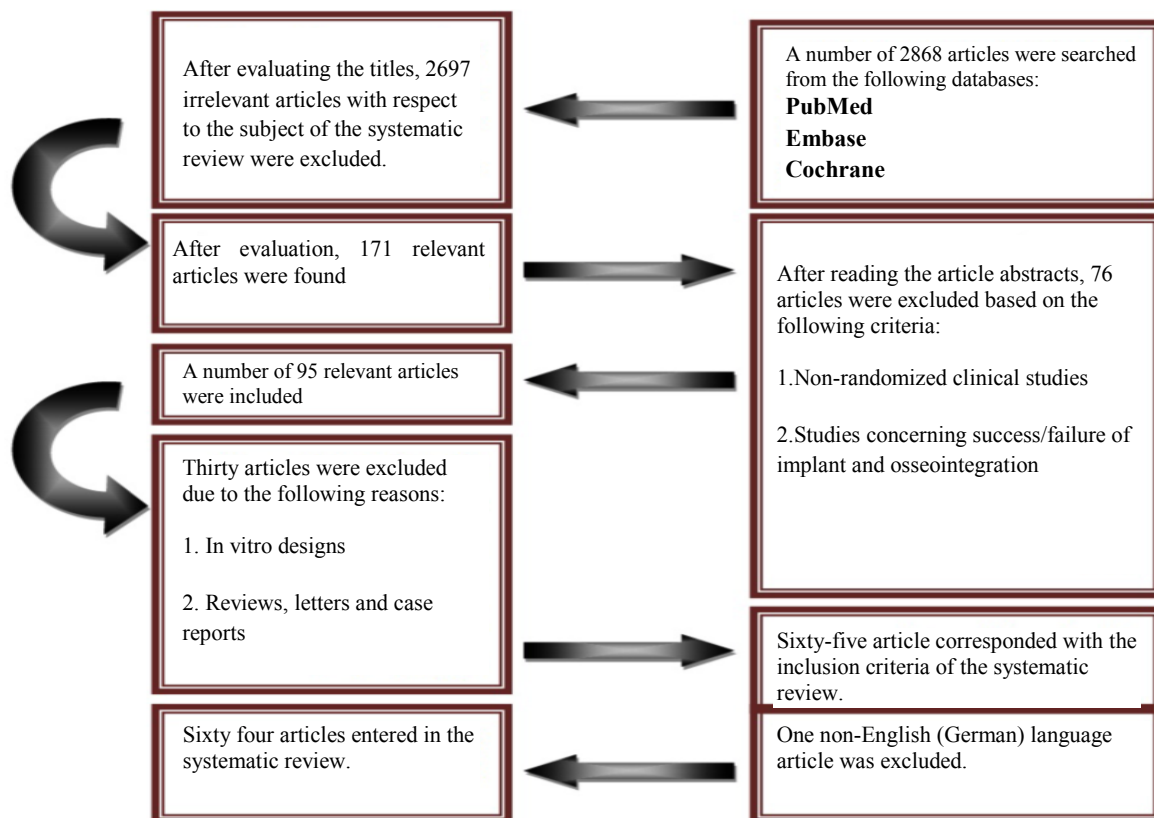 A number of 2868 articles were searched
from the following databases:
PubMed
Embase
Cochrane
After evaluating the titles, 2697
irrelevant articles with respect
to the subject of the systematic
review were excluded.
After evaluation, 171 relevant
articles were found
After reading the article abstracts, 76
articles were excluded based on the
following criteria:
1.Non-randomized clinical studies
2.Studies concerning success/failure of
implant and osseointegration
A number of 95 relevant articles
were included
Thirty articles were excluded
due to the following reasons:
1. In vitro designs
2. Reviews, letters and case
reports
Sixty-five article corresponded with the
inclusion criteria of the systematic
review.
One non-English (German) language
article was excluded.
Sixty four articles entered in the
systematic review.